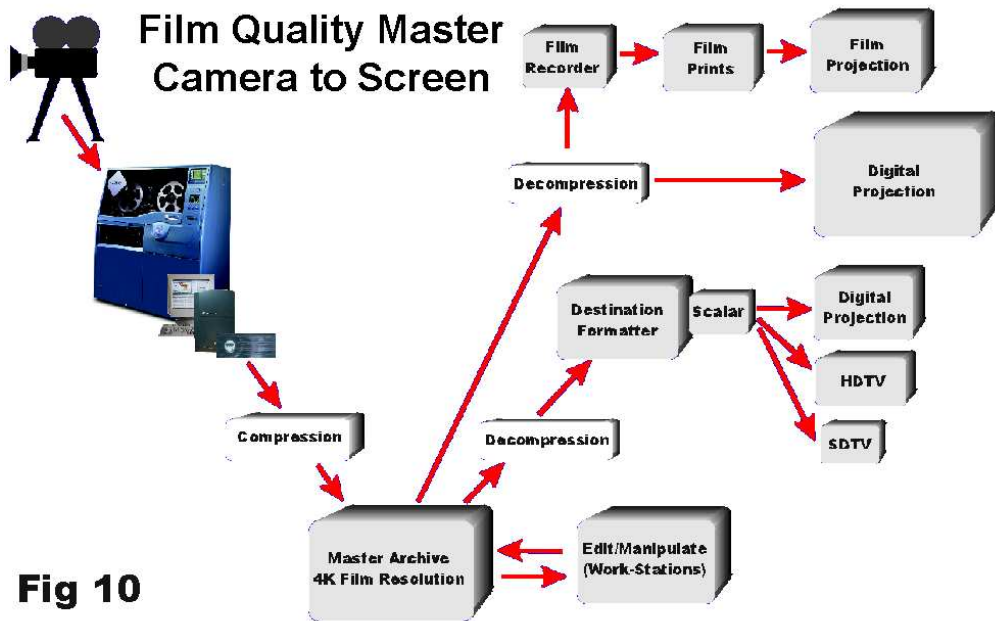 Film Quality Master
Camera to Screen
Film
Recorder
Film
Prints
Film
Projection
Decompression
Digital
Projection
Destination
Formatter
Scalar
Digital
Projection
HDTV
SDTV
Compression
Decompression
Master Archive
4K Film Resolution
Edit/Manipulate
(Work-Stations)
Fig 10